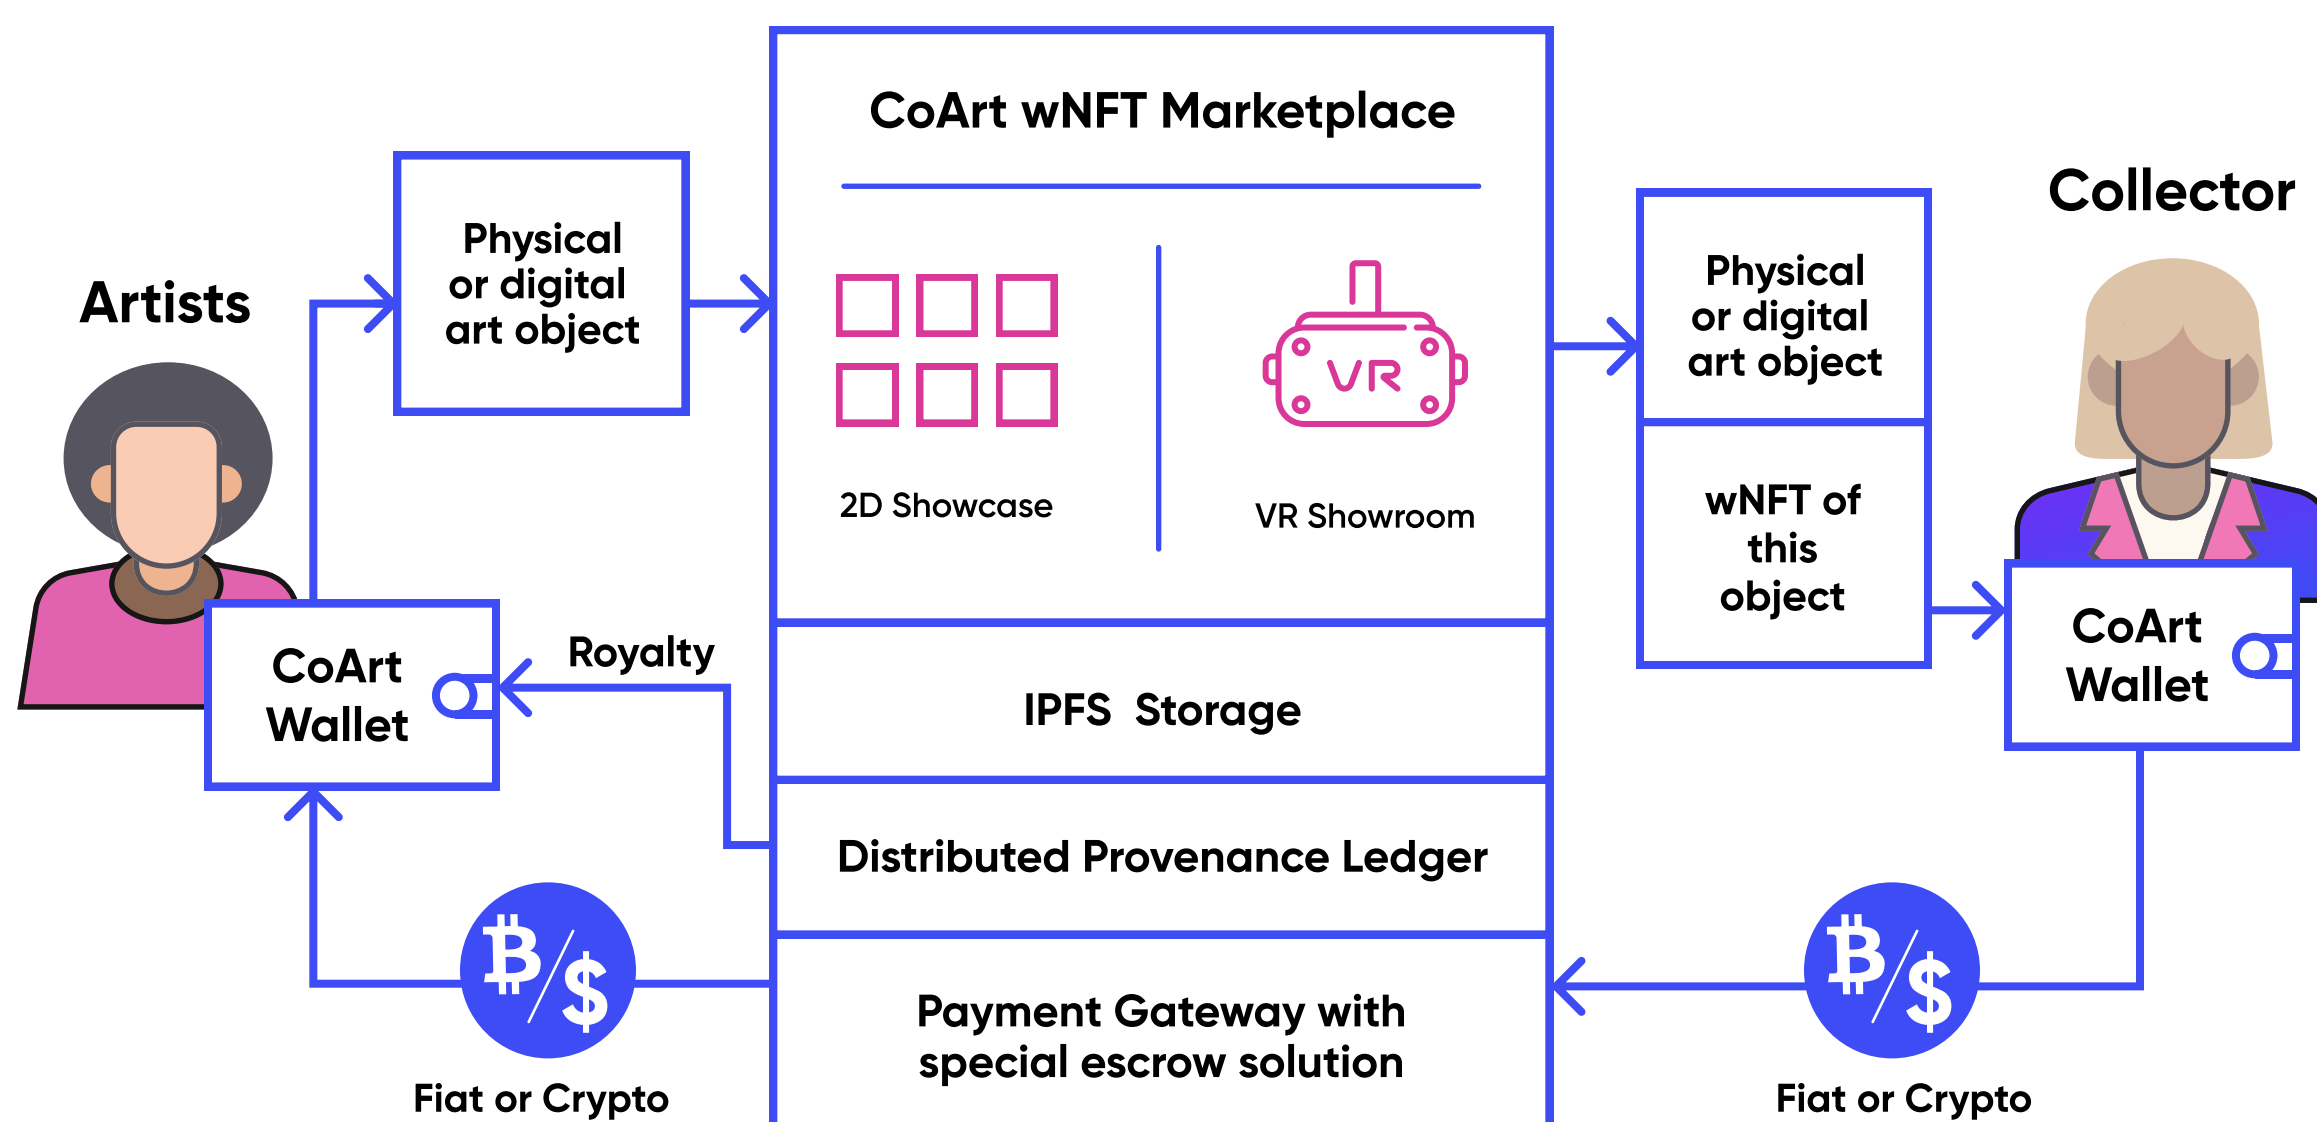 Artists
Physical
or digital
art object
CoArt
Wallet
Royalty
₿/$
Fiat or Crypto
CoArt wNFT Marketplace
2D Showcase
VR
VR Showroom
IPFS Storage
Distributed Provenance Ledger
Payment Gateway with
special escrow solution
Physical
or digital
art object
wNFT of
this
object
Collector
CoArt
Wallet
₿/$
Fiat or Crypto